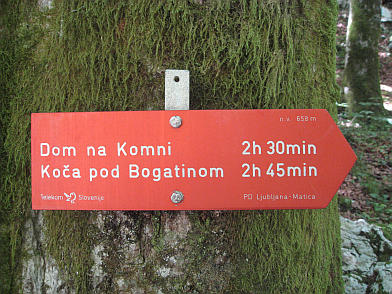 n.v. 658 m
Dom na Komni 2h 30min
Koča pod Bogatinom 2h 45min
Telekom Slovenije PD Ljubljana-Matica